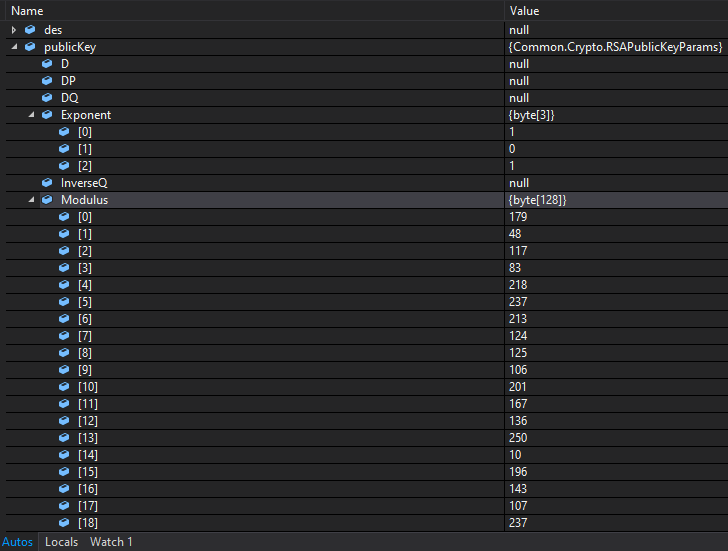 Name Value
des null
publicKey {Common.Crypto.RSAPublicKeyParams}
D null
DP null
DQ null
Exponent {byte[3]}
[0] 1
[1] 0
[2] 1
InverseQ null
Modulus {byte[128]}
[0] 179
[1] 48
[2] 117
[3] 83
[4] 218
[5] 237
[6] 213
[7] 124
[8] 125
[9] 106
[10] 201
[11] 167
[12] 136
[13] 250
[14] 10
[15] 196
[16] 143
[17] 107
[18] 237
Autos Locals Watch 1